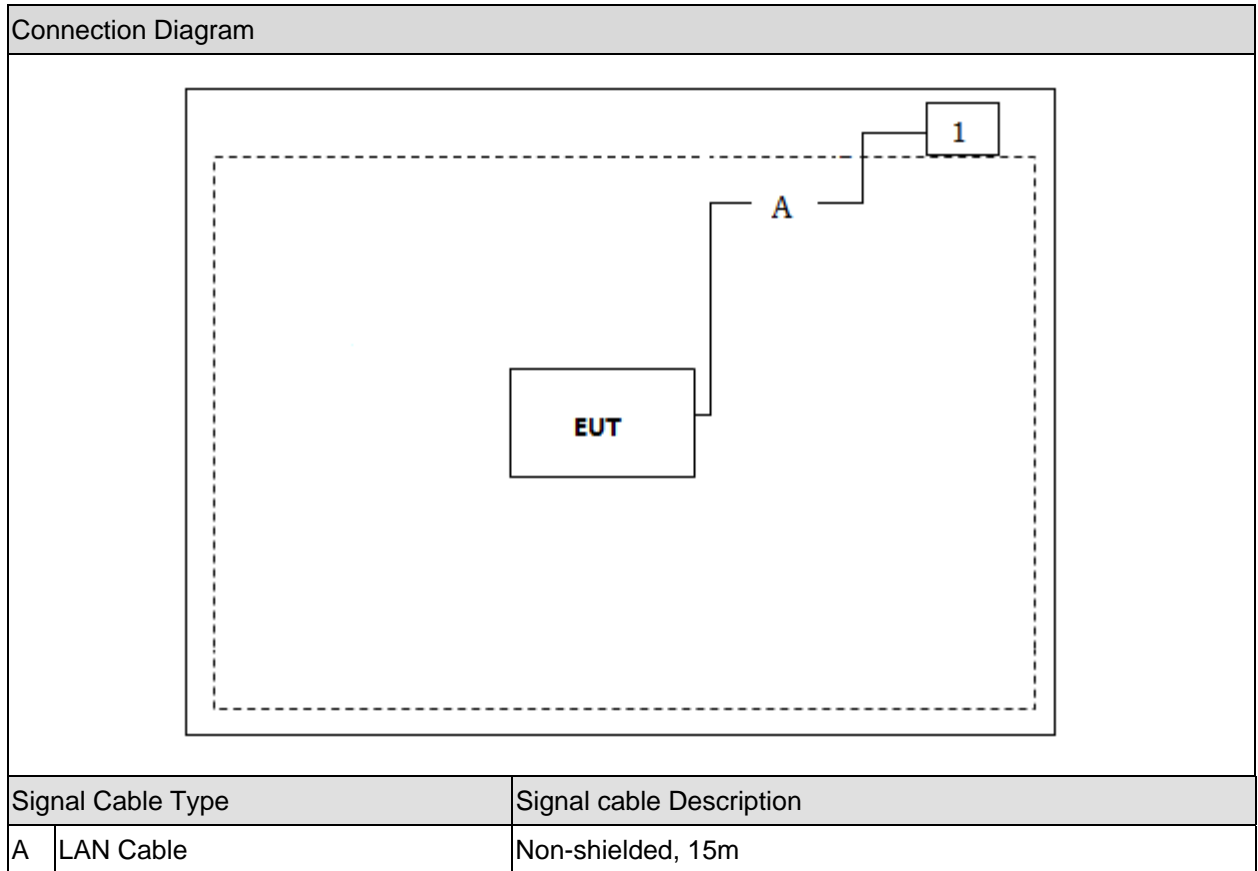 Connection Diagram
1
A
EUT
Signal Cable Type Signal cable Description
A LAN Cable Non-shielded, 15m